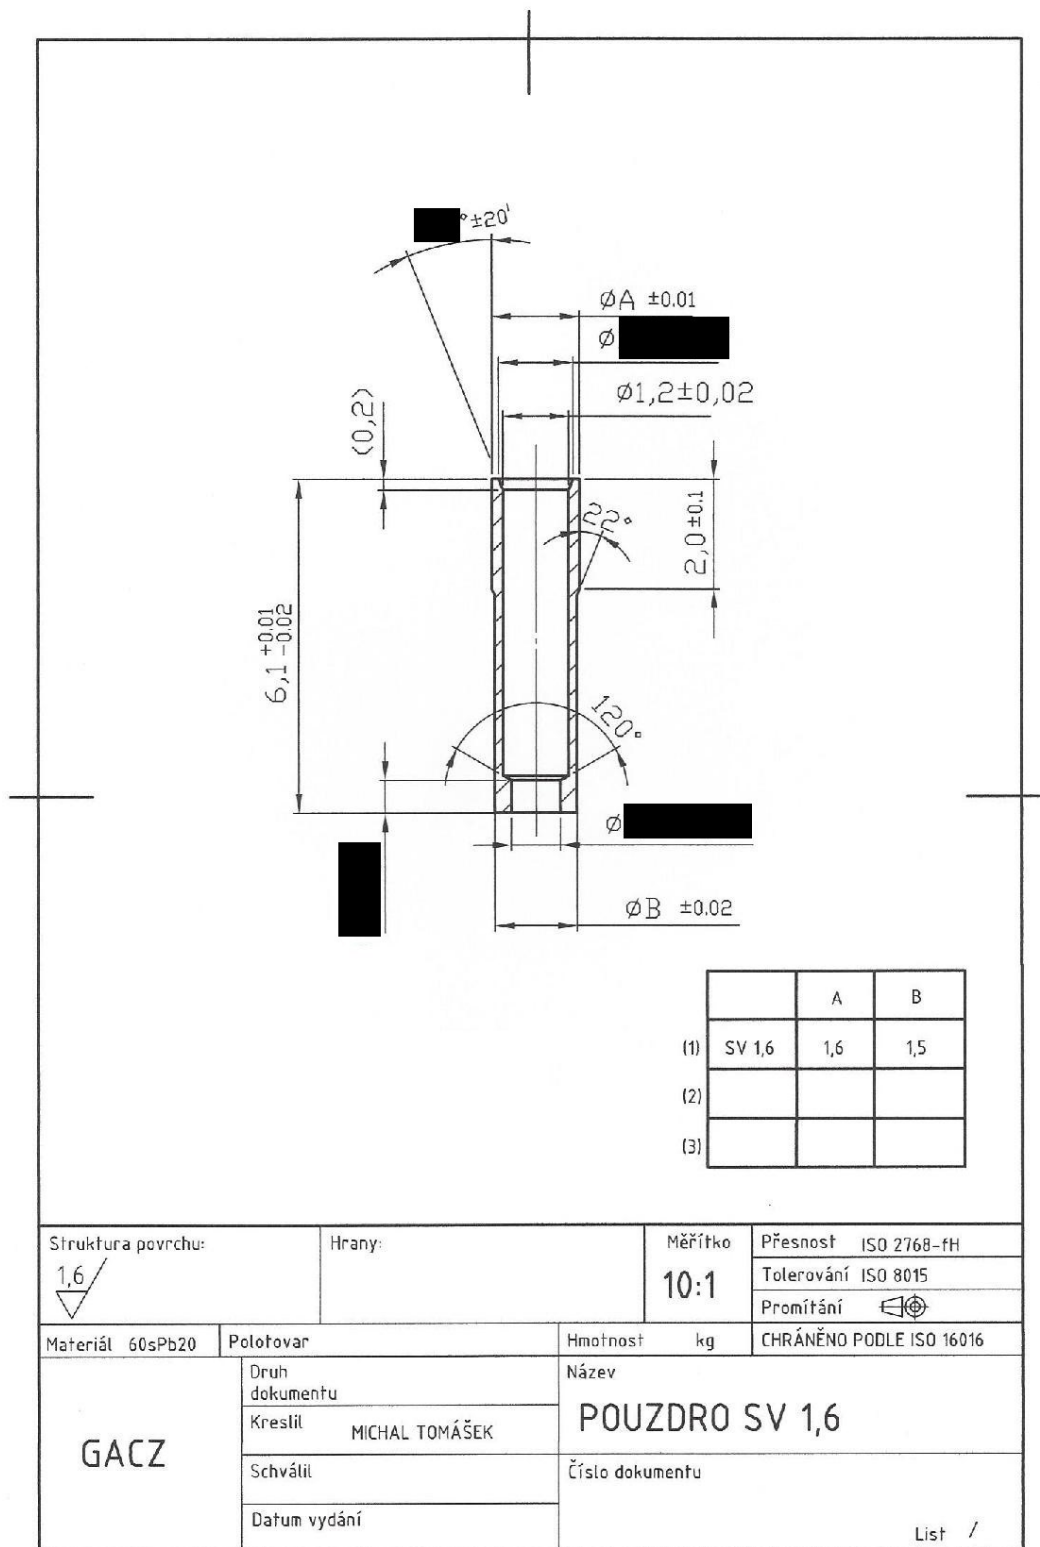 °±20'
ØA ±0.01
Ø
Ø1,2±0,02
(0,2)
22°
2,0±0.1
6,1 +0.01 -0.02
120°
Ø
ØB ±0.02
A B
(1) SV 1,6 1,6 1,5
(2)
(3)
Struktura povrchu:
1,6
Hrany:
Měřítko
10:1
Přesnost ISO 2768-fH
Tolerování ISO 8015
Promítání
Materiál 60sPb20
Polotovar
Hmotnost kg
CHRÁNĚNO PODLE ISO 16016
GACZ
Druh
dokumentu
Kreslil MICHAL TOMÁŠEK
Schválil
Datum vydání
Název
POUZDRO SV 1,6
Číslo dokumentu
List /